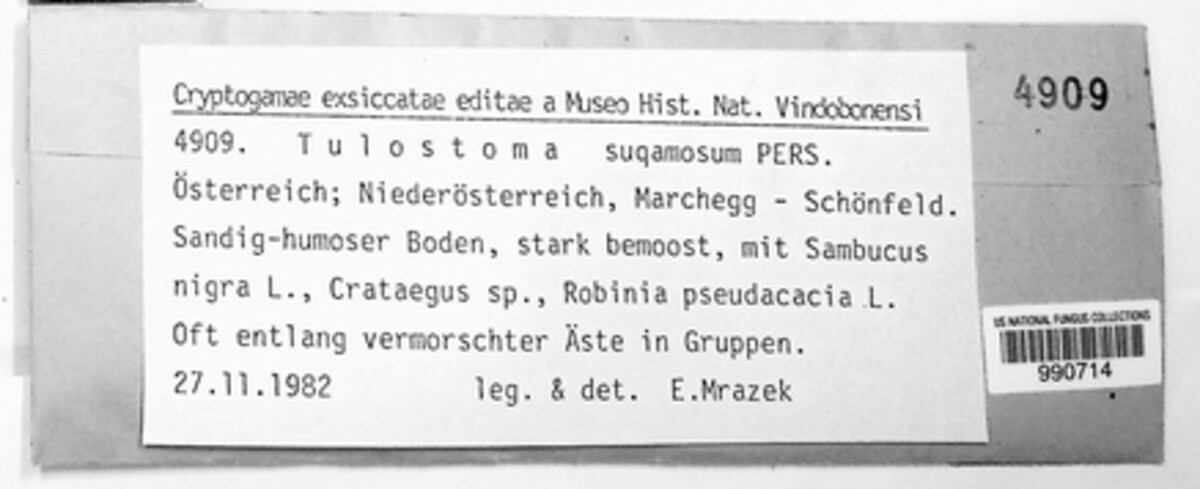 Cryptogamae exsiccatae editae a Museo Hist. Nat. Vindobonensi
4909. Tulostoma suqamosum PERS.
Österreich; Niederösterreich, Marchegg - Schönfeld.
Sandig-humoser Boden, stark bemoost, mit Sambucus
nigra L., Crataegus sp., Robinia pseudacacia L.
Oft entlang vermorschter Äste in Gruppen.
27.11.1982 leg. & det. E.Mrazek
4909
US NATIONAL FUNGUS COLLECTIONS
990714